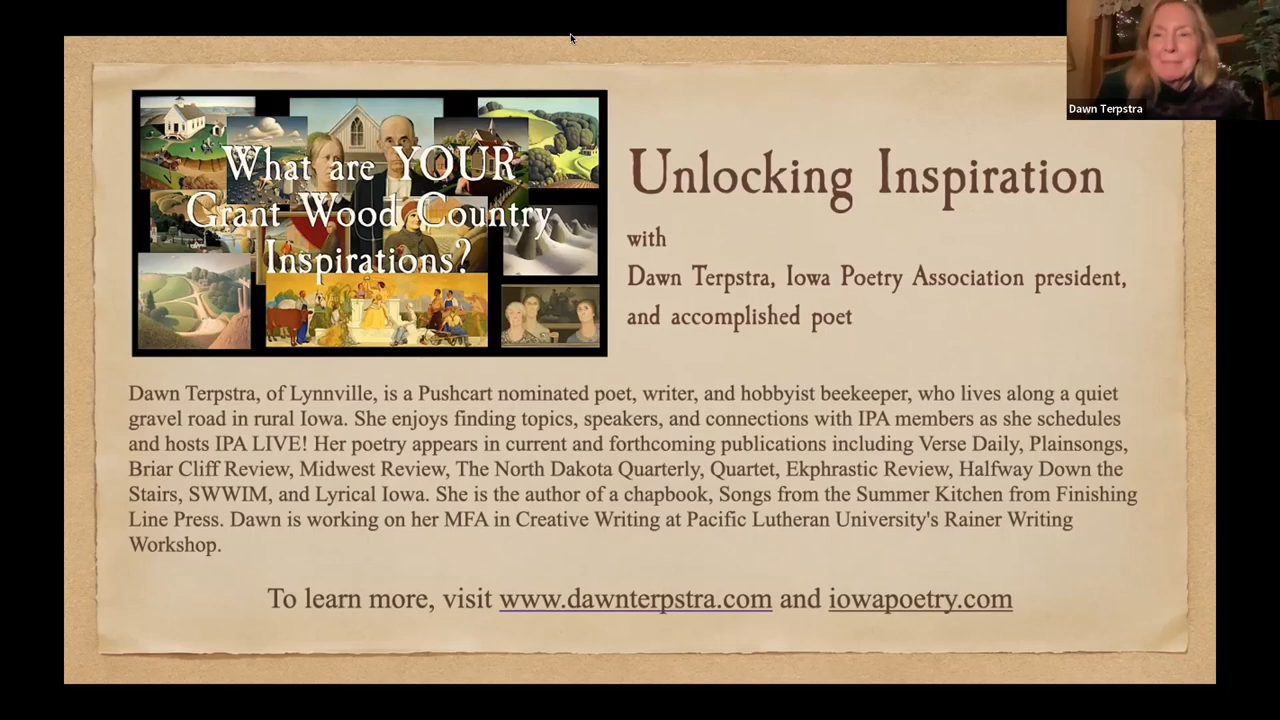 Dawn Terpstra
What are YOUR
Grant Wood Country
Inspirations?
Unlocking Inspiration
with
Dawn Terpstra, Iowa Poetry Association president,
and accomplished poet
Dawn Terpstra, of Lynnville, is a Pushcart nominated poet, writer, and hobbyist beekeeper, who lives along a quiet
gravel road in rural Iowa. She enjoys finding topics, speakers, and connections with IPA members as she schedules
and hosts IPA LIVE! Her poetry appears in current and forthcoming publications including Verse Daily, Plainsongs,
Briar Cliff Review, Midwest Review, The North Dakota Quarterly, Quartet, Ekphrastic Review, Halfway Down the
Stairs, SWWIM, and Lyrical Iowa. She is the author of a chapbook, Songs from the Summer Kitchen from Finishing
Line Press. Dawn is working on her MFA in Creative Writing at Pacific Lutheran University's Rainer Writing
Workshop.
To learn more, visit www.dawnterpstra.com and iowapoetry.com